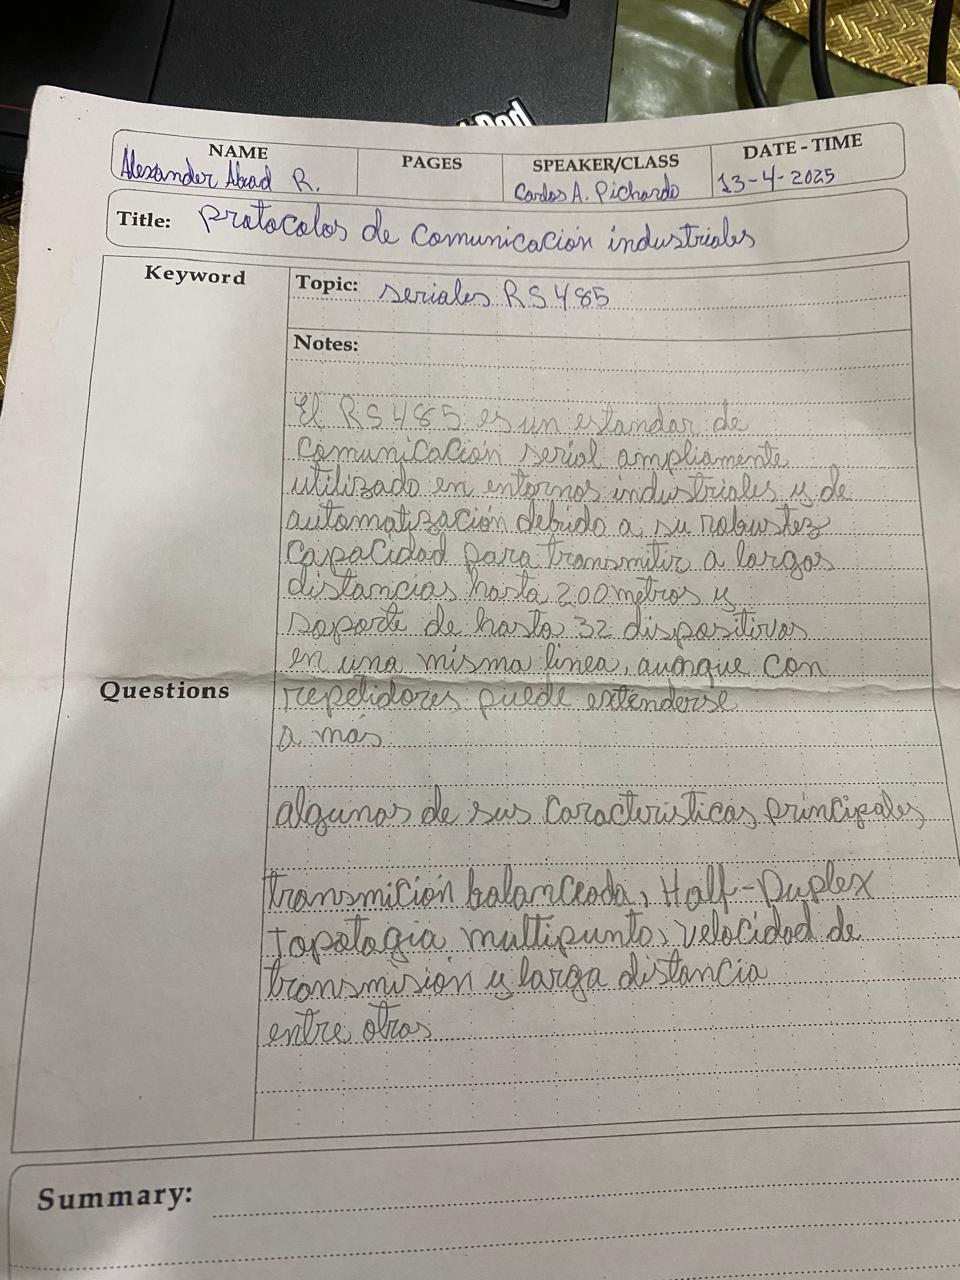 NAME
PAGES
SPEAKER/CLASS
DATE - TIME
Alexander Abad R.
Carlos A. Pichardo
13-4-2025
Title: Protocolos de comunicación industriales
Keyword
Topic: seriales RS485
Notes:
El RS485 es un estandar de
comunicación serial ampliamente
utilizado en entornos industriales y de
automatización debido a su robustez
capacidad para transmitir a largas
distancias hasta 200 metros y
soporte de hasta 32 dispositivos
en una misma linea, aunque con
Questions
repetidores puede extenderse
a más
algunas de sus caracteristicas principales
transmición balanceada, Half-Duplex
Topologia multipunto, velocidad de
transmisión y larga distancia
entre otras
Summary: